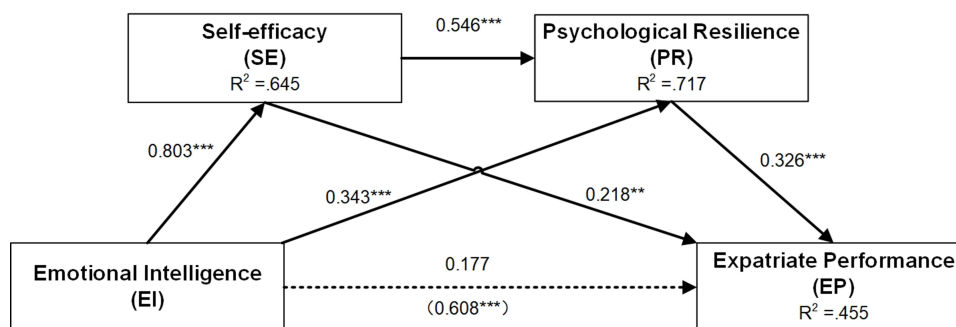 Self-efficacy
(SE)
R² =.645
0.546***
Psychological Resilience
(PR)
R² =.717
0.803***
0.343***
0.218**
0.326***
Emotional Intelligence
(EI)
0.177
（0.608***）
Expatriate Performance
(EP)
R² =.455